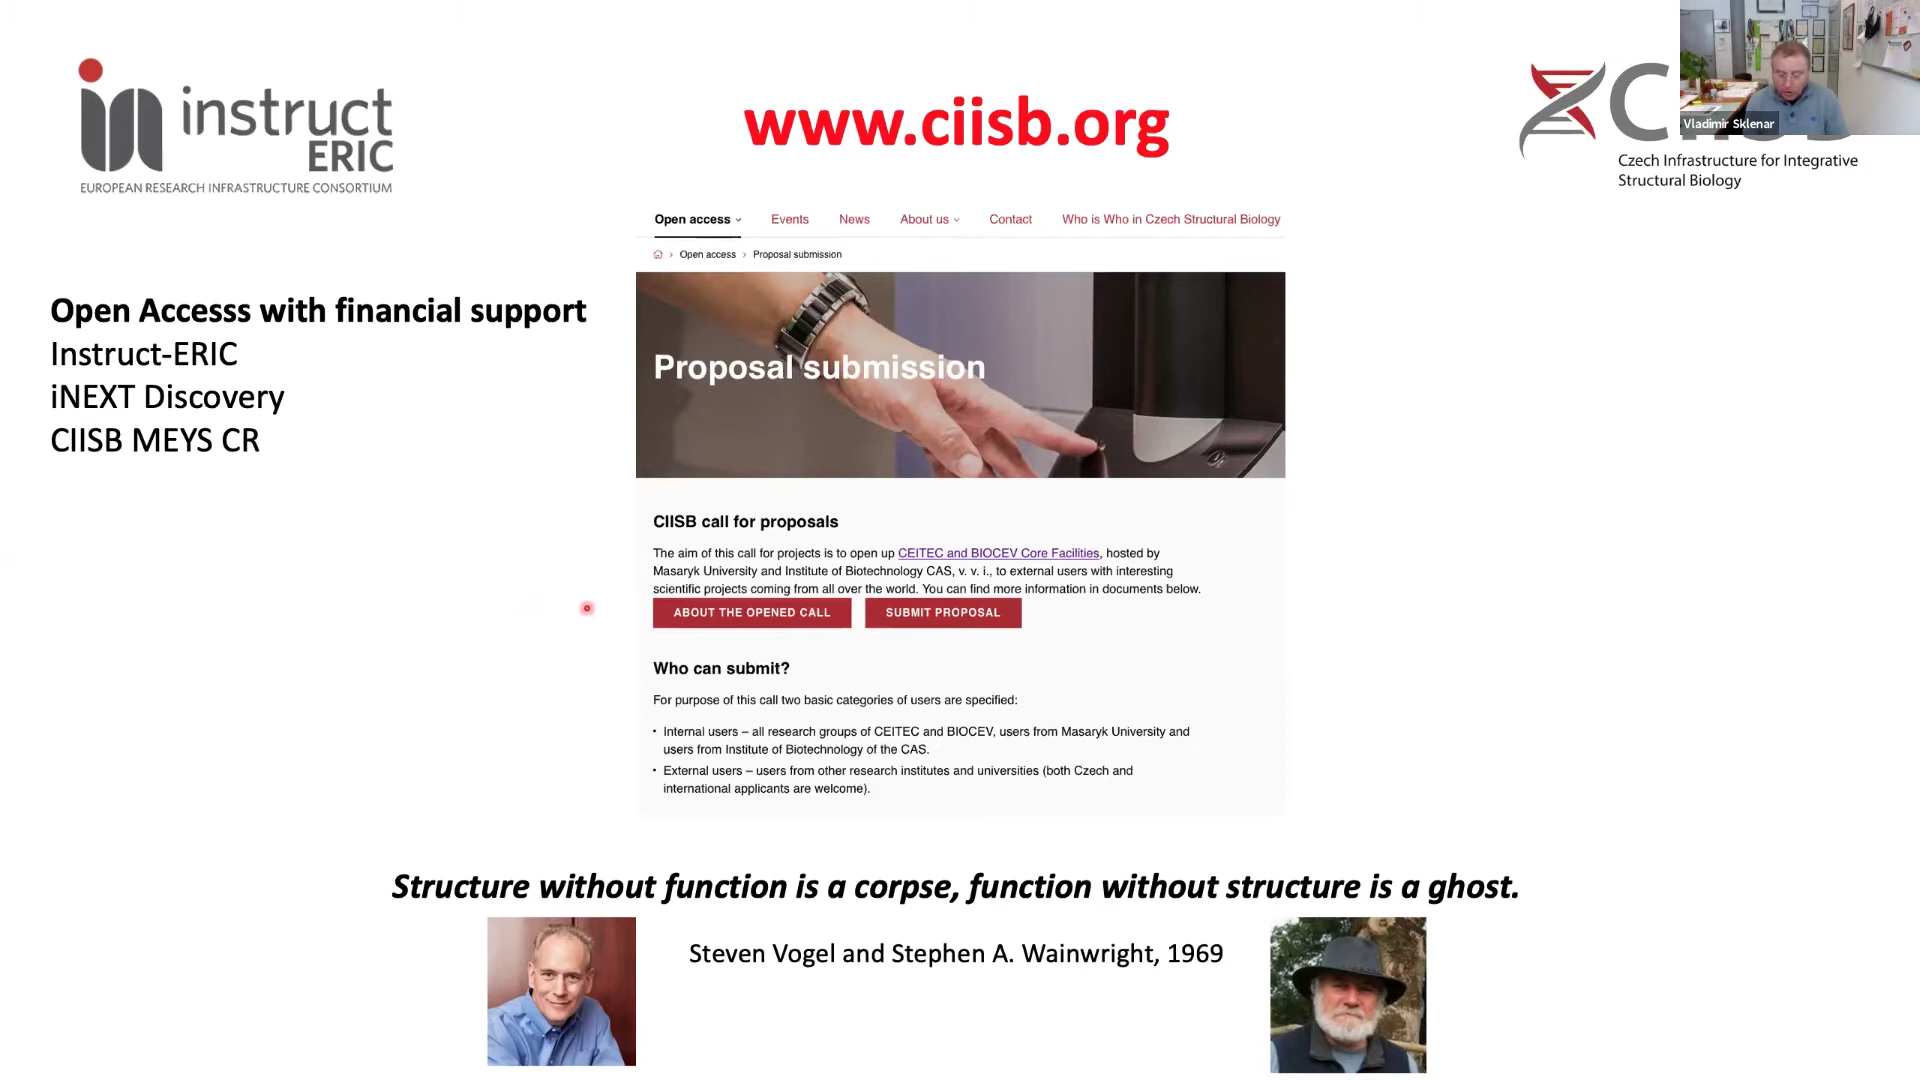 instruct
ERIC
EUROPEAN RESEARCH INFRASTRUCTURE CONSORTIUM
www.ciisb.org
Vladimir Sklenar
Czech Infrastructure for Integrative
Structural Biology
Open access Events News About us Contact Who is Who in Czech Structural Biology
Open access › Proposal submission
Open Accesss with financial support
Instruct-ERIC
iNEXT Discovery
CIISB MEYS CR
Proposal submission
CIISB call for proposals
The aim of this call for projects is to open up CEITEC and BIOCEV Core Facilities, hosted by
Masaryk University and Institute of Biotechnology CAS, v. v. i., to external users with interesting
scientific projects coming from all over the world. You can find more information in documents below.
ABOUT THE OPENED CALL SUBMIT PROPOSAL
Who can submit?
For purpose of this call two basic categories of users are specified:
• Internal users – all research groups of CEITEC and BIOCEV, users from Masaryk University and
users from Institute of Biotechnology of the CAS.
• External users – users from other research institutes and universities (both Czech and
international applicants are welcome).
Structure without function is a corpse, function without structure is a ghost.
Steven Vogel and Stephen A. Wainwright, 1969